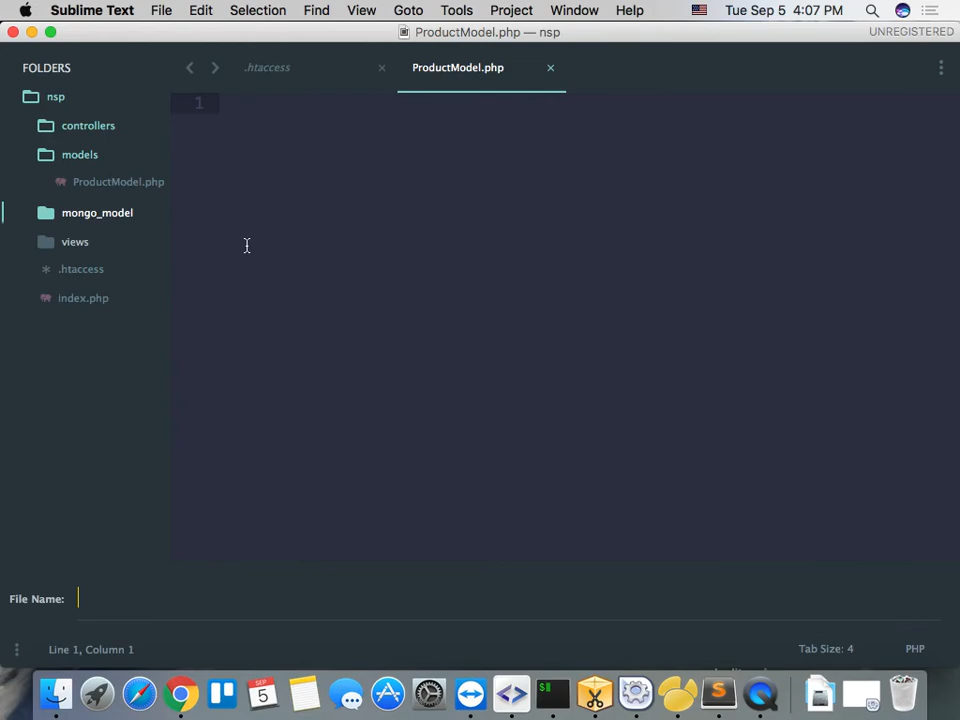 Sublime Text File Edit Selection Find View Goto Tools Project Window Help Tue Sep 5 4:07 PM
ProductModel.php — nsp UNREGISTERED
FOLDERS
.htaccess
ProductModel.php
nsp
1
controllers
models
ProductModel.php
mongo_model
views
.htaccess
index.php
File Name:
Line 1, Column 1 Tab Size: 4 PHP
SEP
5
$
S